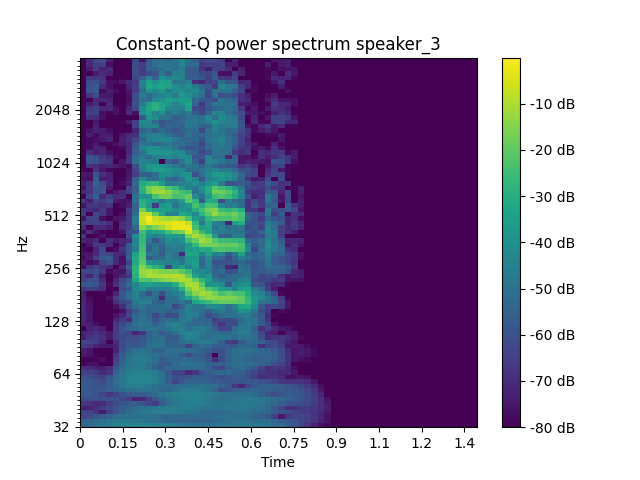 Constant-Q power spectrum speaker_3
Hz
2048
1024
512
256
128
64
32
0 0.15 0.3 0.45 0.6 0.75 0.9 1.1 1.2 1.4
Time
-10 dB
-20 dB
-30 dB
-40 dB
-50 dB
-60 dB
-70 dB
-80 dB